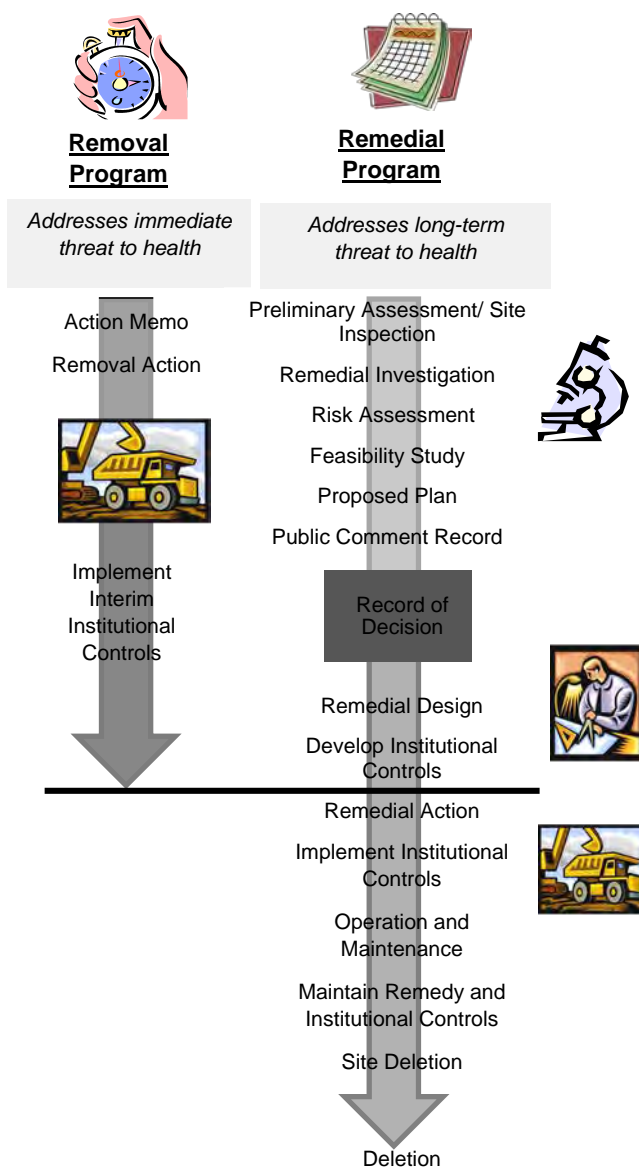 Removal
Program
Addresses immediate
threat to health
Action Memo
Removal Action
Implement
Interim
Institutional
Controls
Remedial
Program
Addresses long-term
threat to health
Preliminary Assessment/ Site
Inspection
Remedial Investigation
Risk Assessment
Feasibility Study
Proposed Plan
Public Comment Record
Record of
Decision
Remedial Design
Develop Institutional
Controls
Remedial Action
Implement Institutional
Controls
Operation and
Maintenance
Maintain Remedy and
Institutional Controls
Site Deletion
Deletion